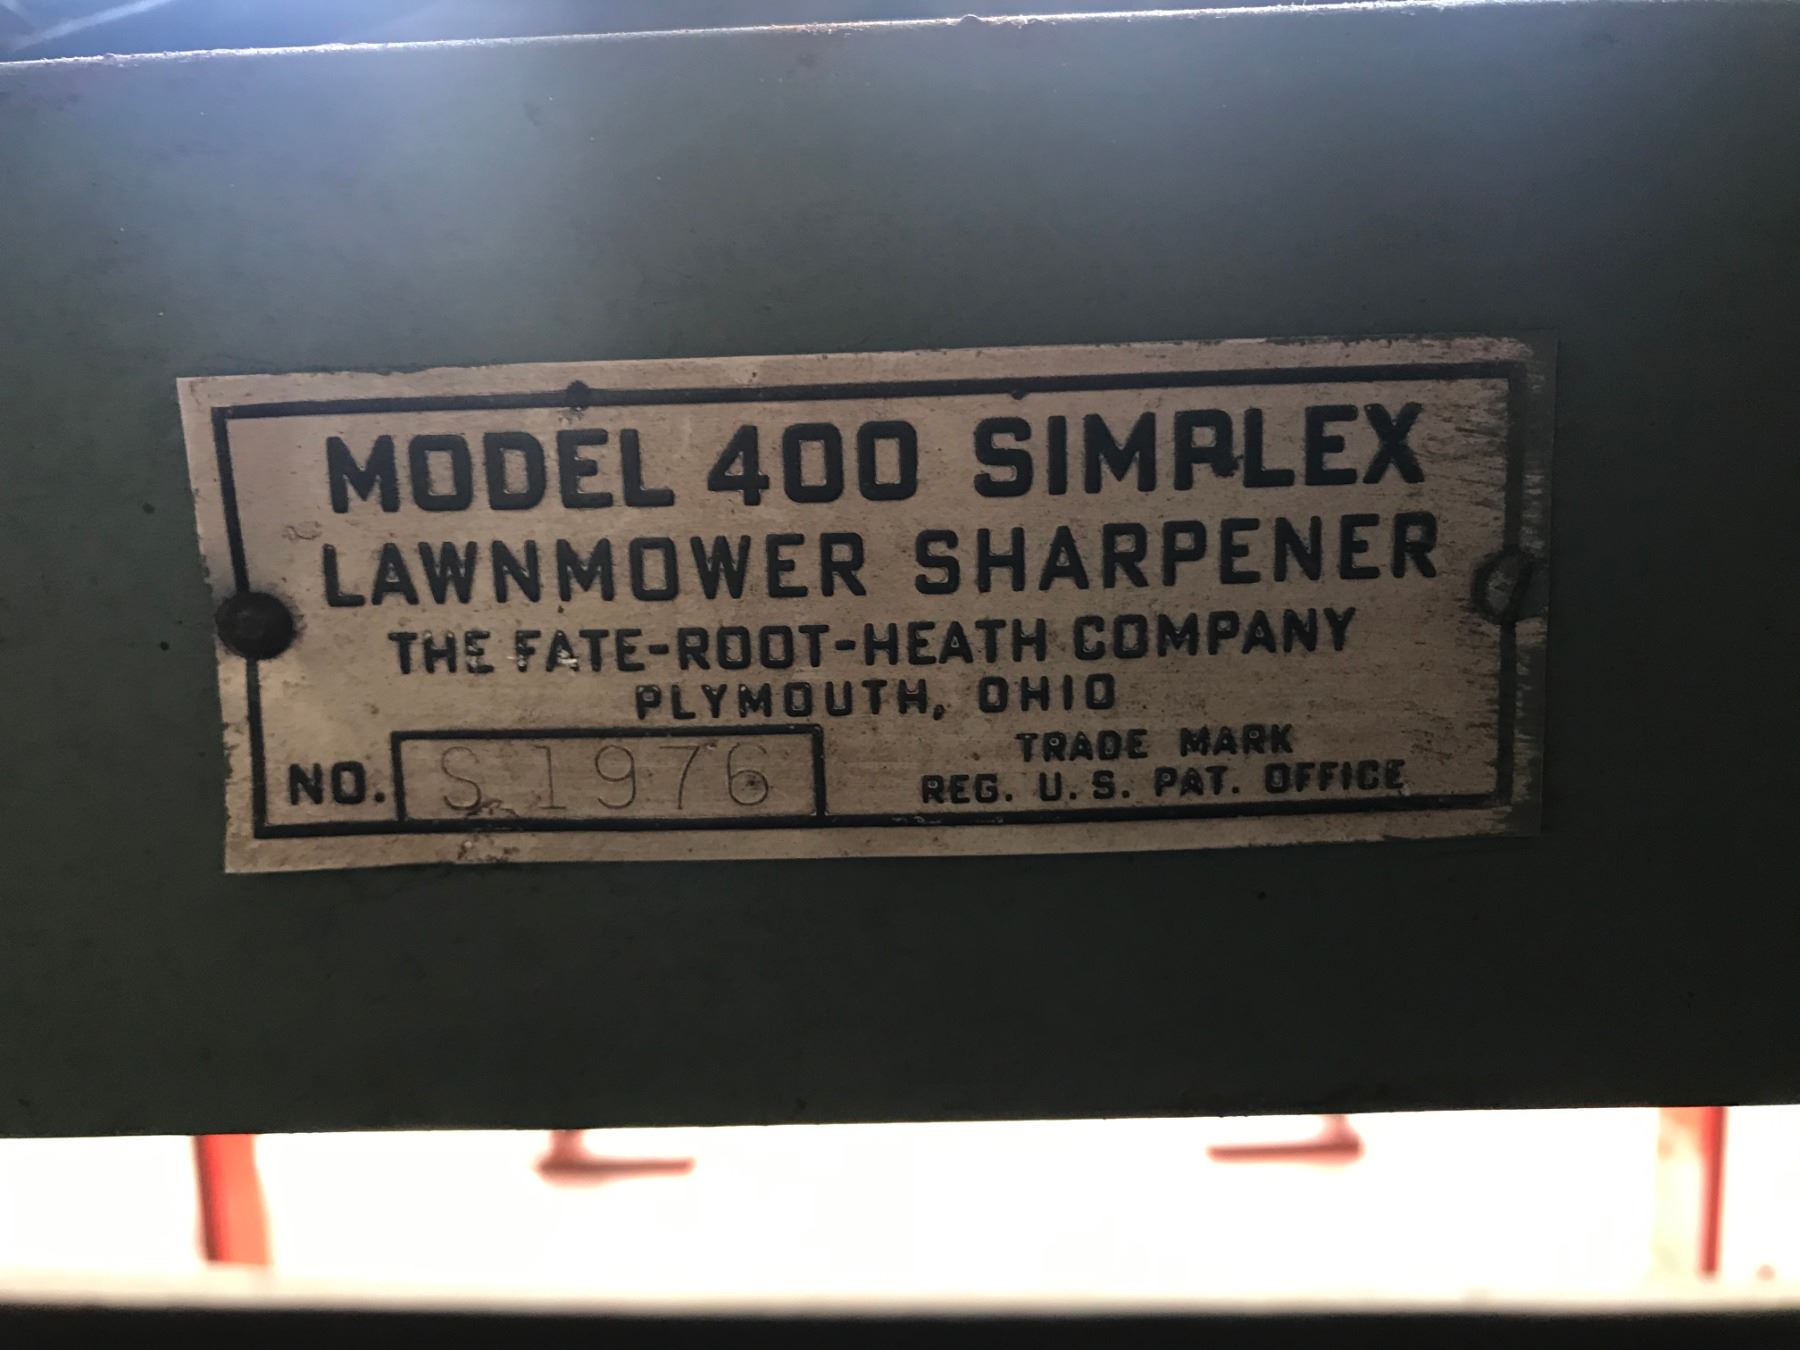 MODEL 400 SIMPLEX
LAWNMOWER SHARPENER
THE FATE-ROOT-HEATH COMPANY
PLYMOUTH, OHIO
NO. S 1976
TRADE MARK
REG. U.S. PAT. OFFICE